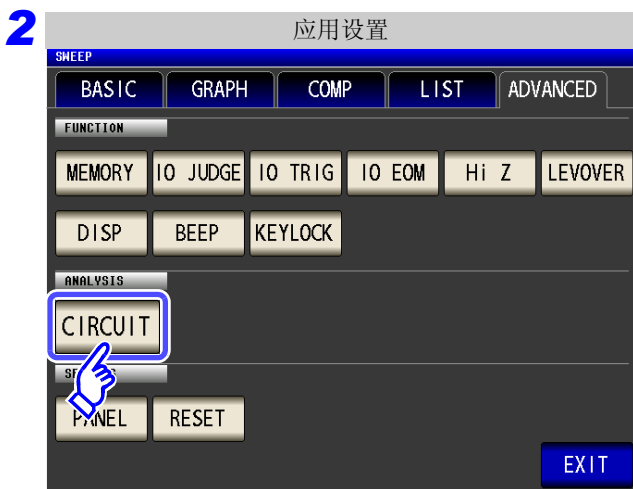 2
应用设置
SWEEP
BASIC GRAPH COMP LIST ADVANCED
FUNCTION
MEMORY IO JUDGE IO TRIG IO EOM Hi Z LEVOVER
DISP BEEP KEYLOCK
ANALYSIS
CIRCUIT
PANEL RESET
EXIT